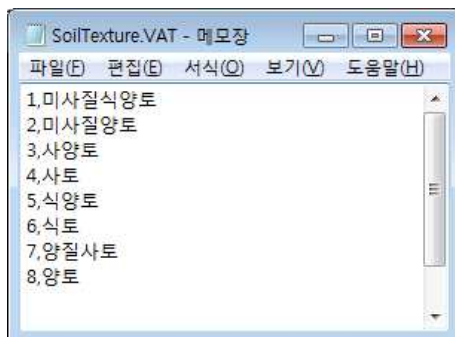 SoilTexture.VAT - 메모장
파일(F) 편집(E) 서식(O) 보기(V) 도움말(H)
1,미사질식양토
2,미사질양토
3,사양토
4,사토
5,식양토
6,식토
7,양질사토
8,양토